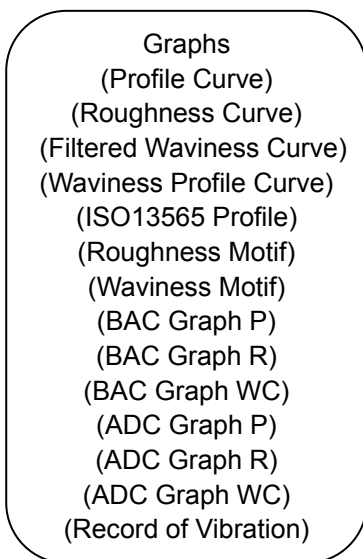 Graphs
(Profile Curve)
(Roughness Curve)
(Filtered Waviness Curve)
(Waviness Profile Curve)
(ISO13565 Profile)
(Roughness Motif)
(Waviness Motif)
(BAC Graph P)
(BAC Graph R)
(BAC Graph WC)
(ADC Graph P)
(ADC Graph R)
(ADC Graph WC)
(Record of Vibration)